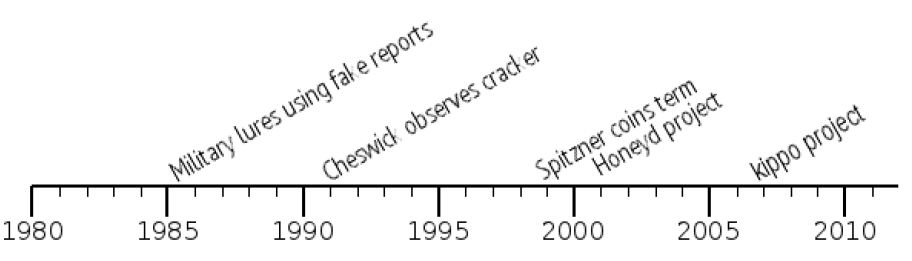 Military lures using fake reports
Cheswick observes cracker
Spitzner coins term
Honeyd project
kippo project
1980 1985 1990 1995 2000 2005 2010